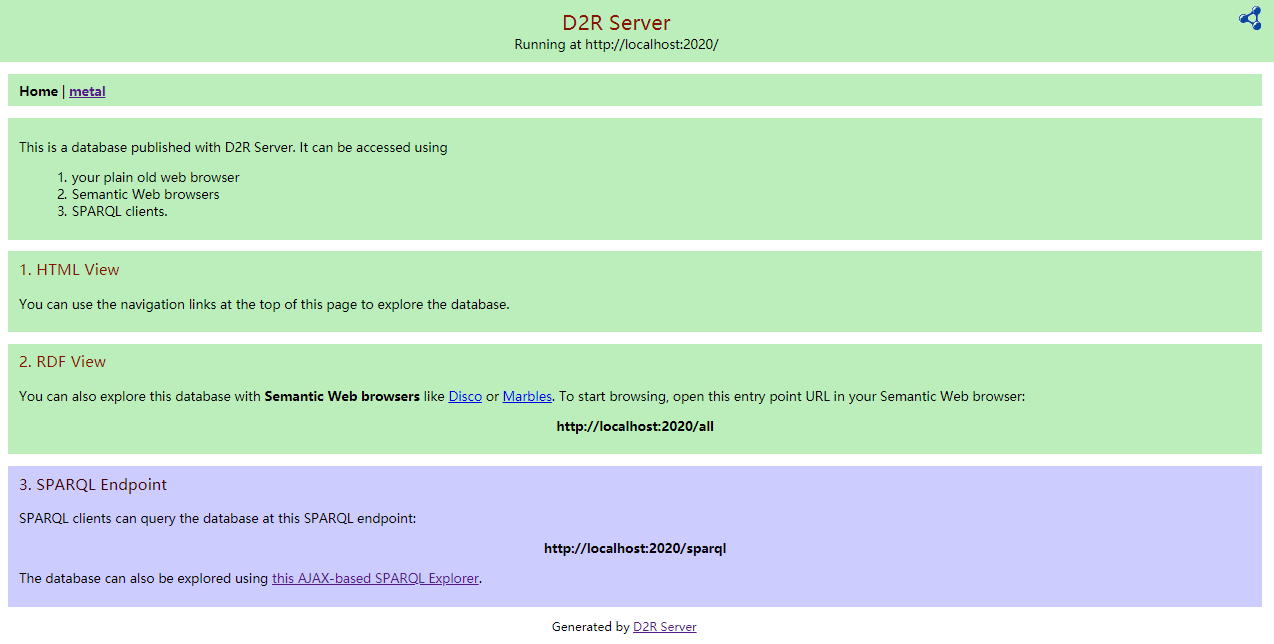 D2R Server
Running at http://localhost:2020/
Home | metal
This is a database published with D2R Server. It can be accessed using
1. your plain old web browser
2. Semantic Web browsers
3. SPARQL clients.
1. HTML View
You can use the navigation links at the top of this page to explore the database.
2. RDF View
You can also explore this database with Semantic Web browsers like Disco or Marbles. To start browsing, open this entry point URL in your Semantic Web browser:
http://localhost:2020/all
3. SPARQL Endpoint
SPARQL clients can query the database at this SPARQL endpoint:
http://localhost:2020/sparql
The database can also be explored using this AJAX-based SPARQL Explorer.
Generated by D2R Server